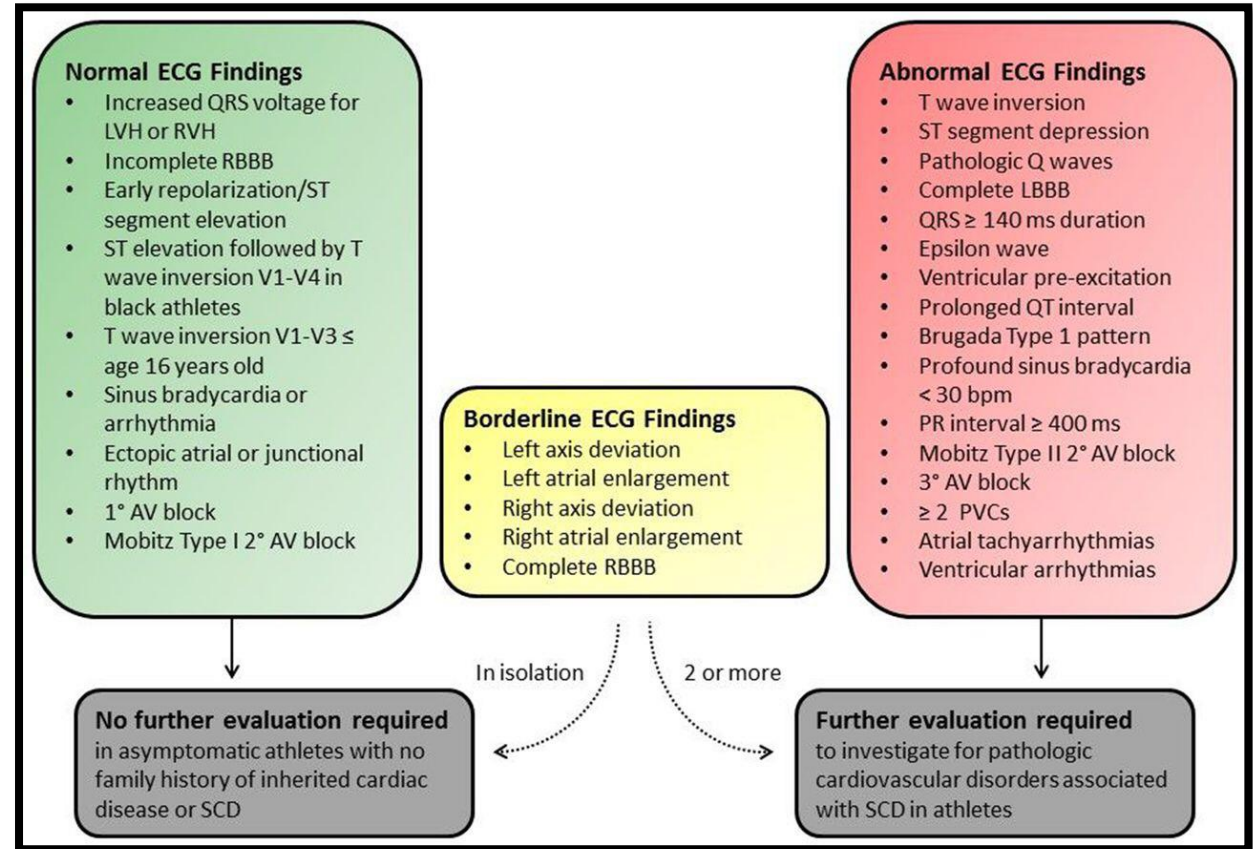 Normal ECG Findings
• Increased QRS voltage for
LVH or RVH
• Incomplete RBBB
• Early repolarization/ST
segment elevation
• ST elevation followed by T
wave inversion V1-V4 in
black athletes
• T wave inversion V1-V3 ≤
age 16 years old
• Sinus bradycardia or
arrhythmia
• Ectopic atrial or junctional
rhythm
• 1° AV block
• Mobitz Type I 2° AV block
Borderline ECG Findings
• Left axis deviation
• Left atrial enlargement
• Right axis deviation
• Right atrial enlargement
• Complete RBBB
Abnormal ECG Findings
• T wave inversion
• ST segment depression
• Pathologic Q waves
• Complete LBBB
• QRS ≥ 140 ms duration
• Epsilon wave
• Ventricular pre-excitation
• Prolonged QT interval
• Brugada Type 1 pattern
• Profound sinus bradycardia
< 30 bpm
• PR interval ≥ 400 ms
• Mobitz Type II 2° AV block
• 3° AV block
• ≥ 2 PVCs
• Atrial tachyarrhythmias
• Ventricular arrhythmias
In isolation
2 or more
No further evaluation required
in asymptomatic athletes with no
family history of inherited cardiac
disease or SCD
Further evaluation required
to investigate for pathologic
cardiovascular disorders associated
with SCD in athletes